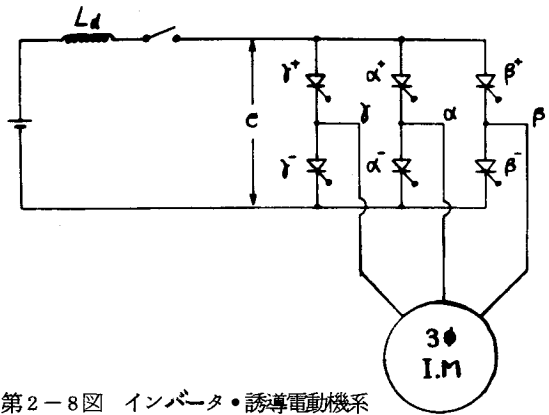 Ld
γ+ α+ β+
e γ α β
γ- α- β-
3φ
I.M
第2-8図 インバータ・誘導電動機系